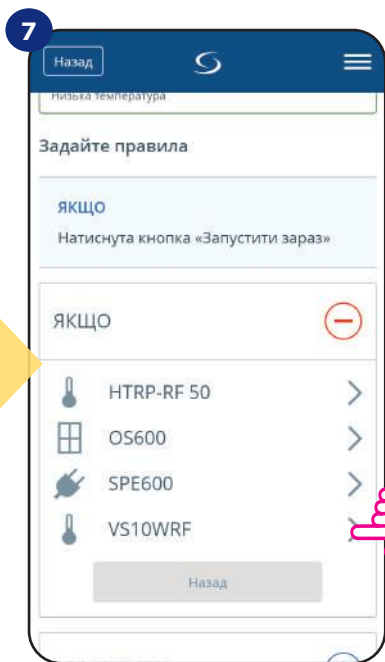 7
Назад
Низька температура
Задайте правила
ЯКЩО
Натиснута кнопка «Запустити зараз»
ЯКЩО
HTRP-RF 50
OS600
SPE600
VS10WRF
Назад